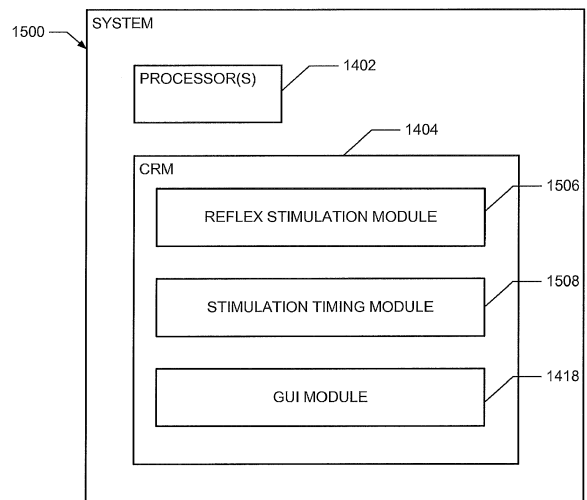 SYSTEM
1500
PROCESSOR(S)
1402
1404
CRM
1506
REFLEX STIMULATION MODULE
1508
STIMULATION TIMING MODULE
1418
GUI MODULE